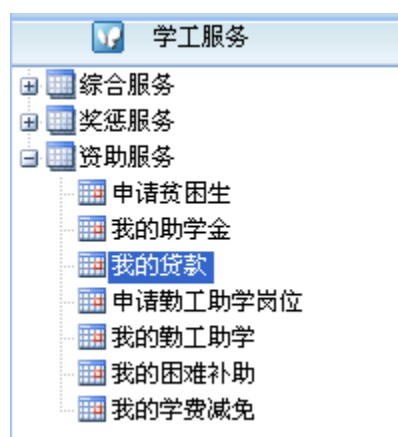 学工服务
综合服务
奖惩服务
资助服务
申请贫困生
我的助学金
我的贷款
申请勤工助学岗位
我的勤工助学
我的困难补助
我的学费减免